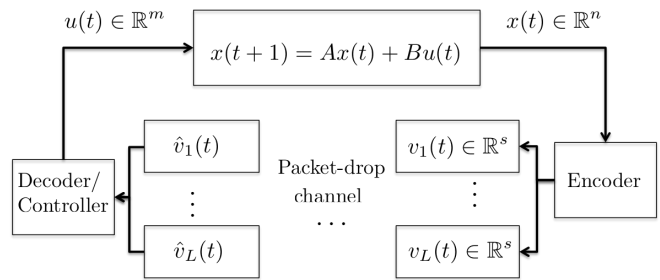 u(t) ∈ ℝ^m
x(t) ∈ ℝ^n
x(t + 1) = Ax(t) + Bu(t)
v̂_1(t)
v_1(t) ∈ ℝ^s
Decoder/
Controller
⋮
Packet-drop
channel
⋯
⋮
Encoder
v̂_L(t)
v_L(t) ∈ ℝ^s